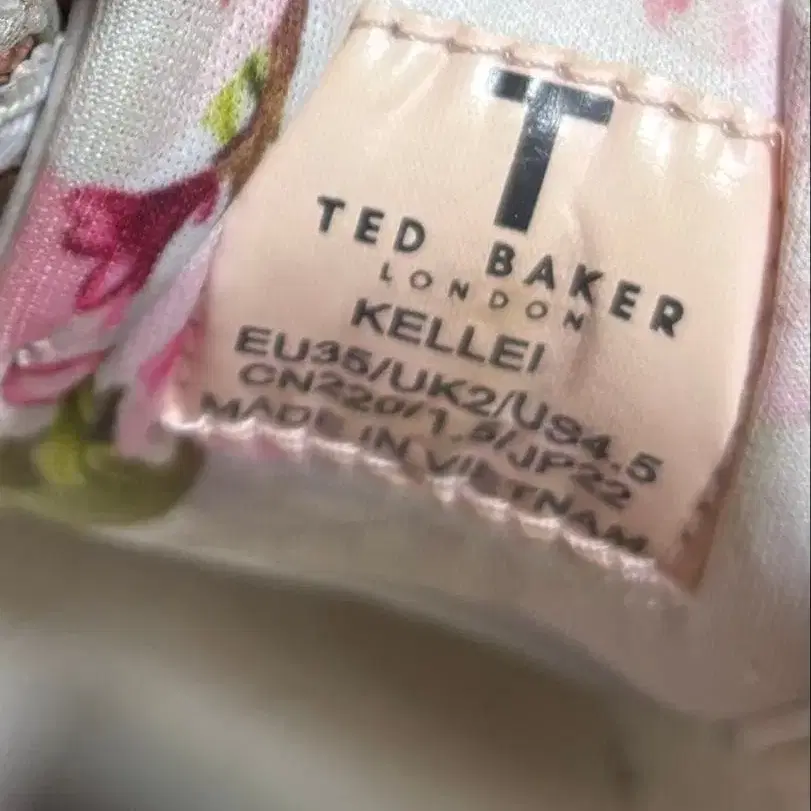 T
TED BAKER
LONDON
KELLEI
EU35/UK2/US4.5
CN220/1.5/JP22
MADE IN VIETNAM